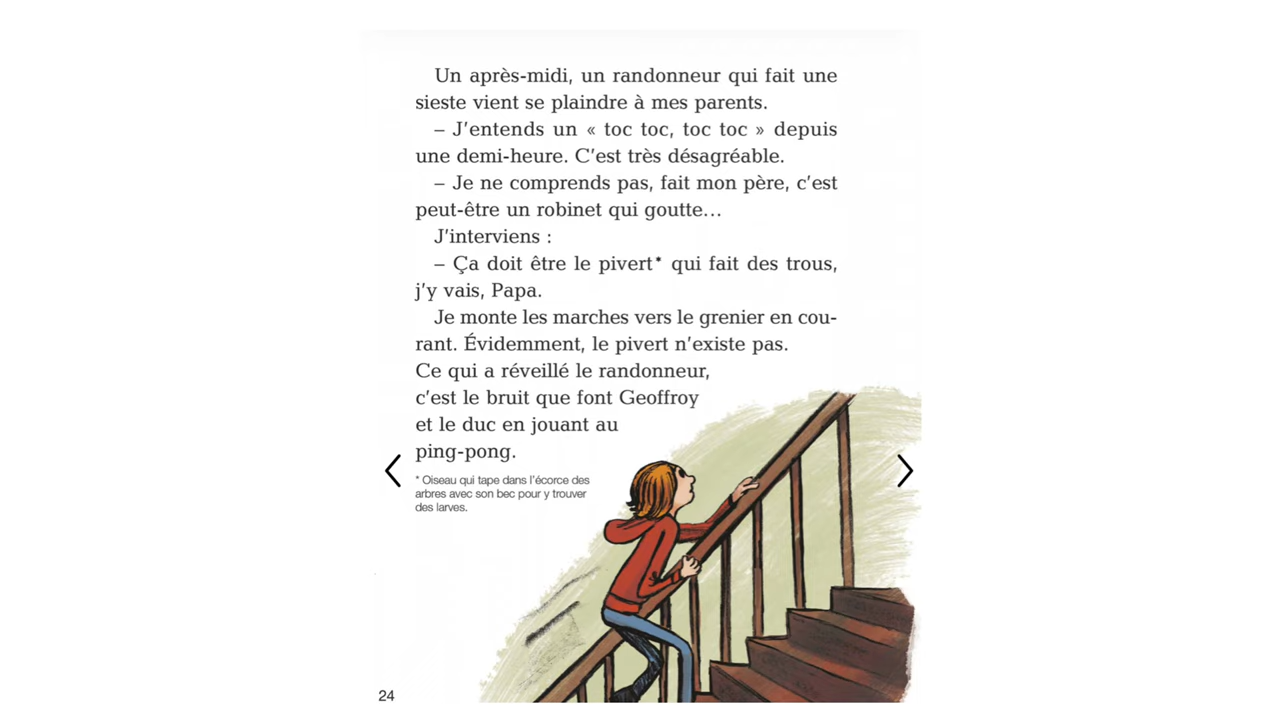 Un après-midi, un randonneur qui fait une
sieste vient se plaindre à mes parents.
– J’entends un « toc toc, toc toc » depuis
une demi-heure. C’est très désagréable.
– Je ne comprends pas, fait mon père, c’est
peut-être un robinet qui goutte…
J’interviens :
– Ça doit être le pivert* qui fait des trous,
j’y vais, Papa.
Je monte les marches vers le grenier en cou-
rant. Évidemment, le pivert n’existe pas.
Ce qui a réveillé le randonneur,
c’est le bruit que font Geoffroy
et le duc en jouant au
ping-pong.
* Oiseau qui tape dans l’écorce des
arbres avec son bec pour y trouver
des larves.
24